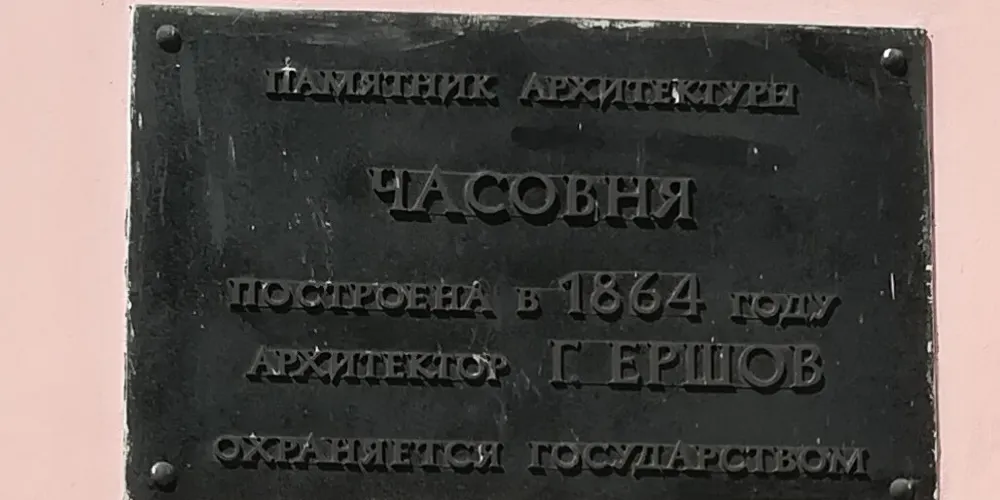 ПАМЯТНИК АРХИТЕКТУРЫ
ЧАСОВНЯ
ПОСТРОЕНА В 1864 ГОДУ
АРХИТЕКТОР Г ЕРШОВ
ОХРАНЯЕТСЯ ГОСУДАРСТВОМ